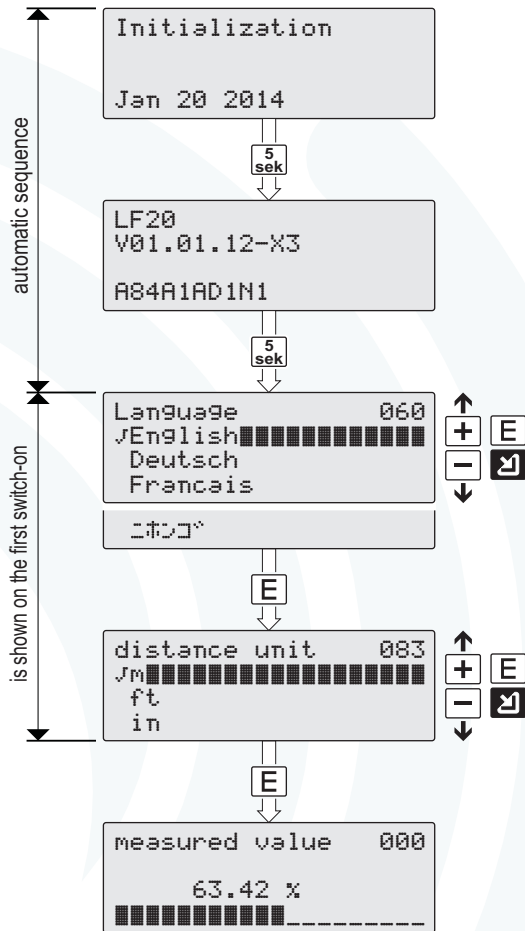 automatic sequence
Initialization
Jan 20 2014
5
sek
LF20
V01.01.12-X3
A84A1AD1N1
5
sek
is shown on the first switch-on
Language 060
English
Deutsch
Francais
+ E
−
ニホンゴ
E
distance unit 083
m
ft
in
+ E
−
E
measured value 000
63.42 %